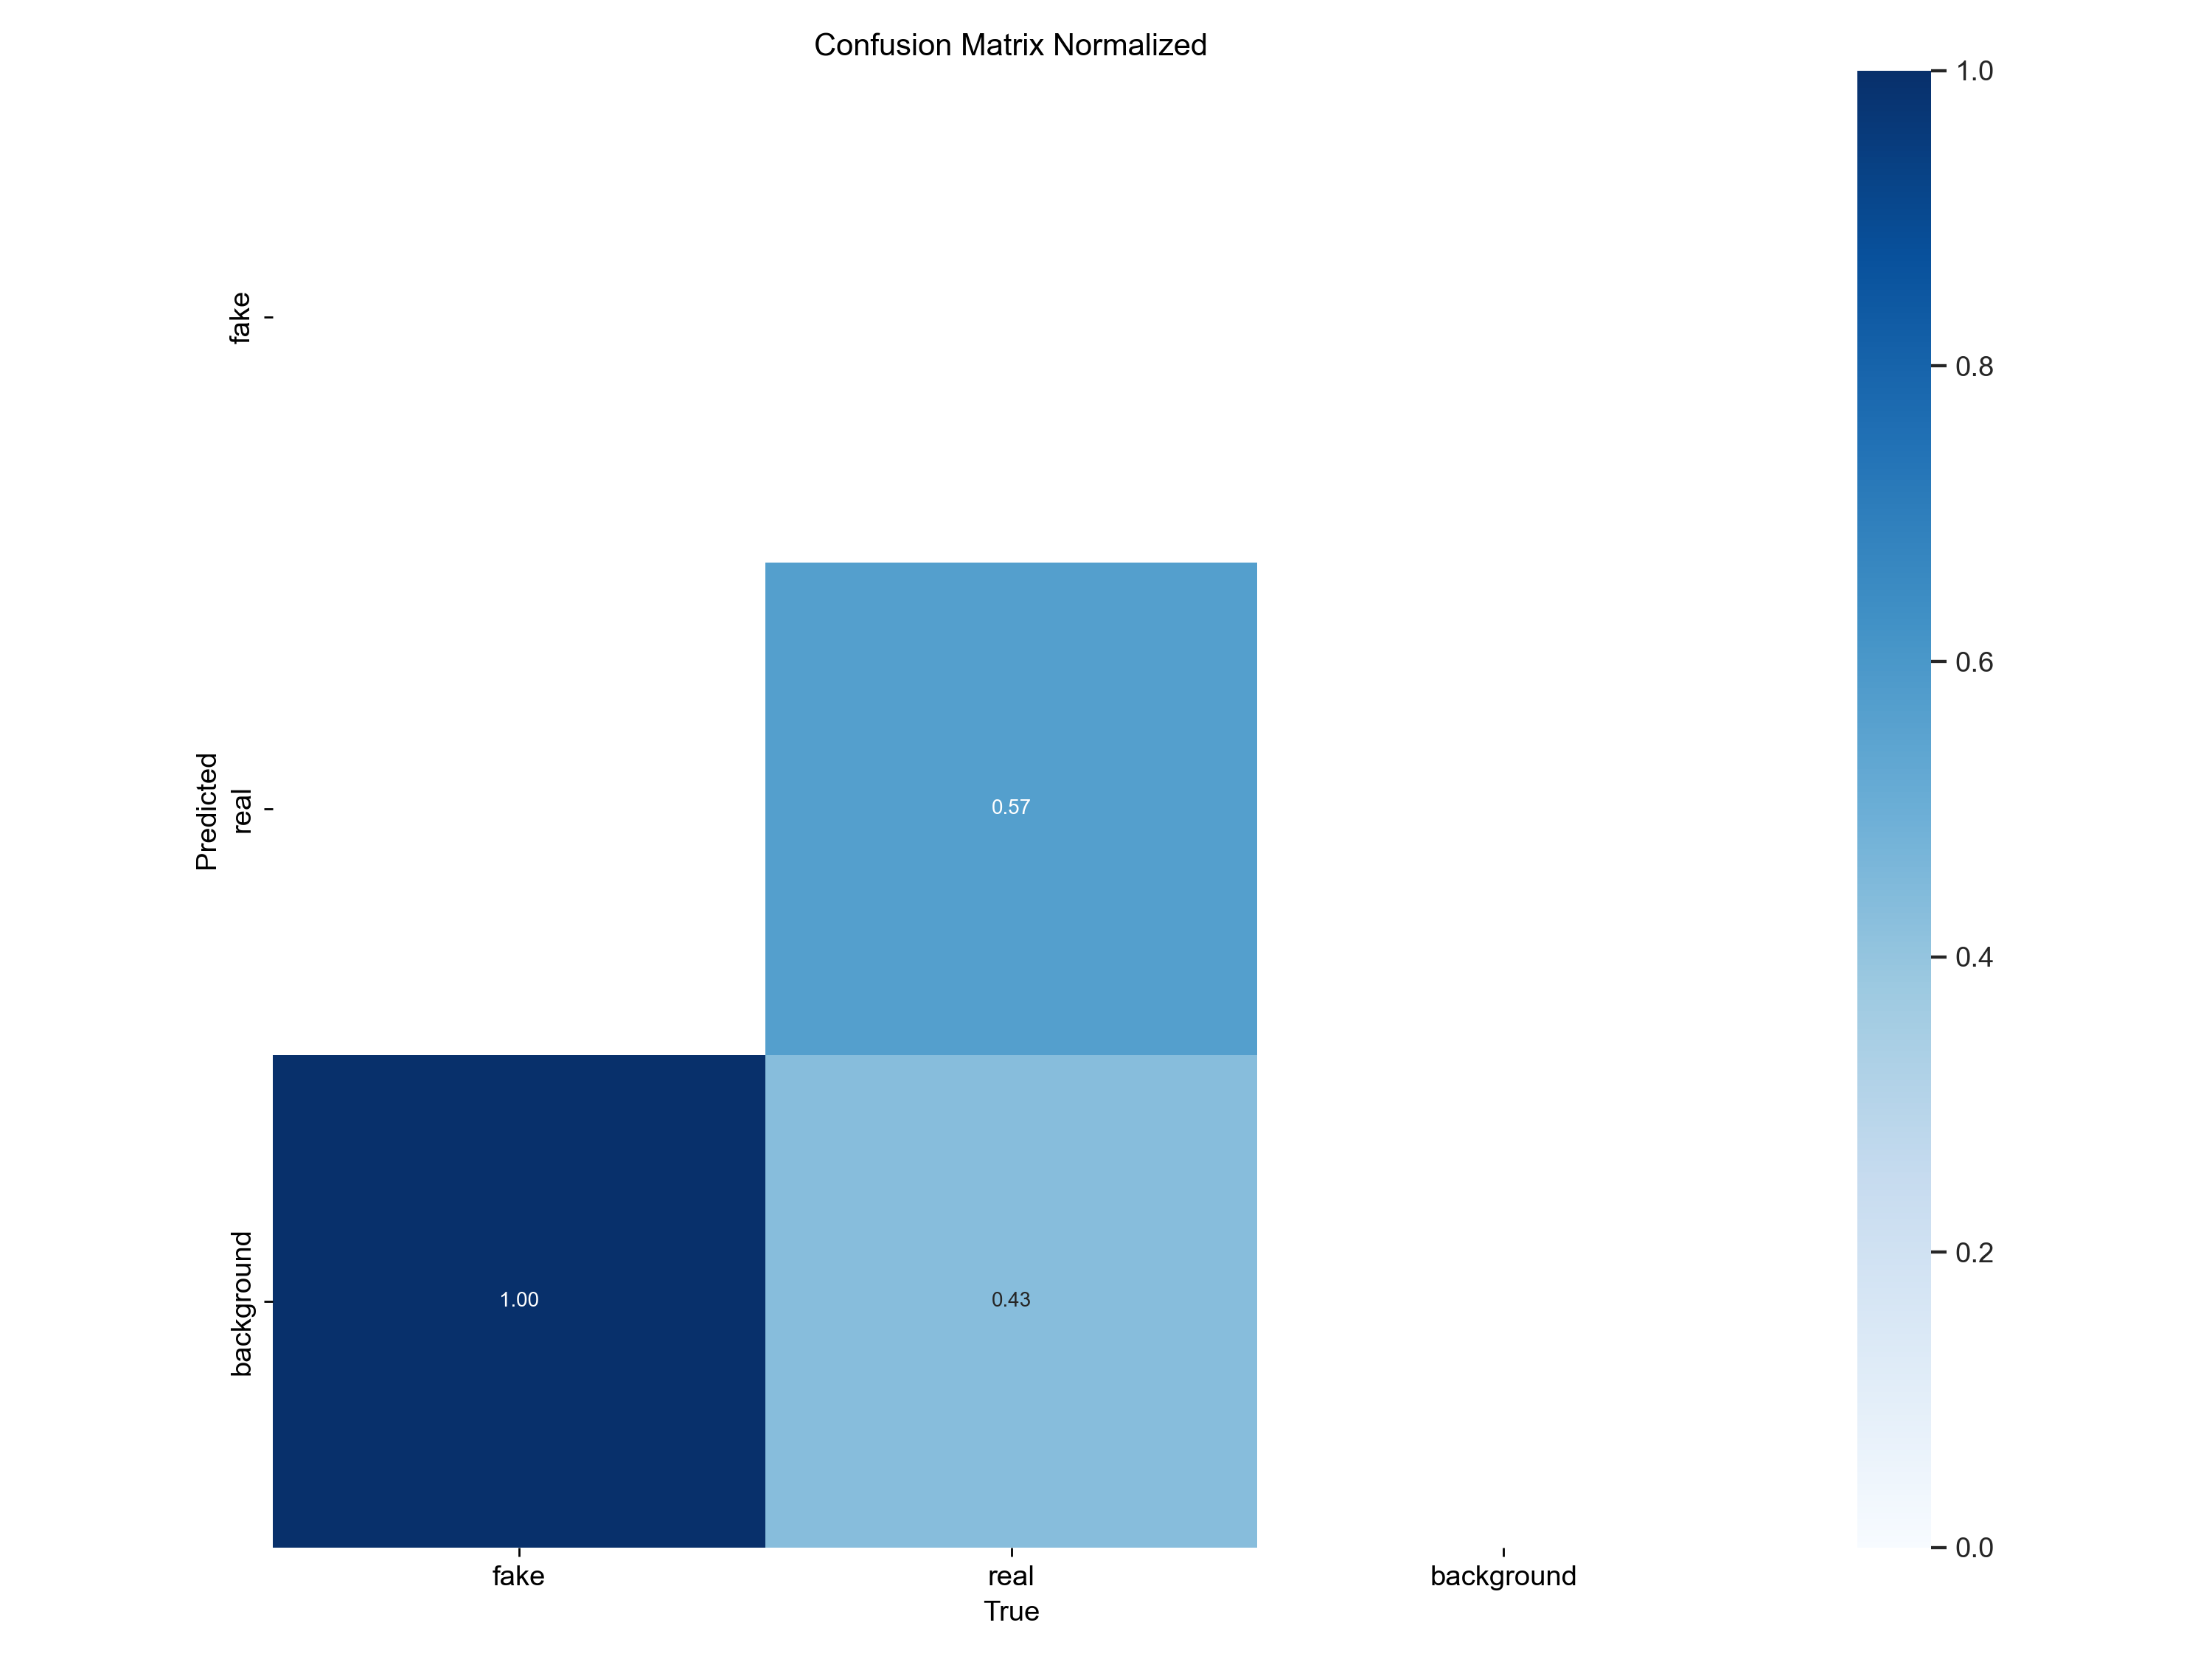 Confusion Matrix Normalized
1.0
0.8
0.6
0.4
0.2
0.0
Predicted
fake
real
background
0.57
1.00
0.43
fake
real
background
True